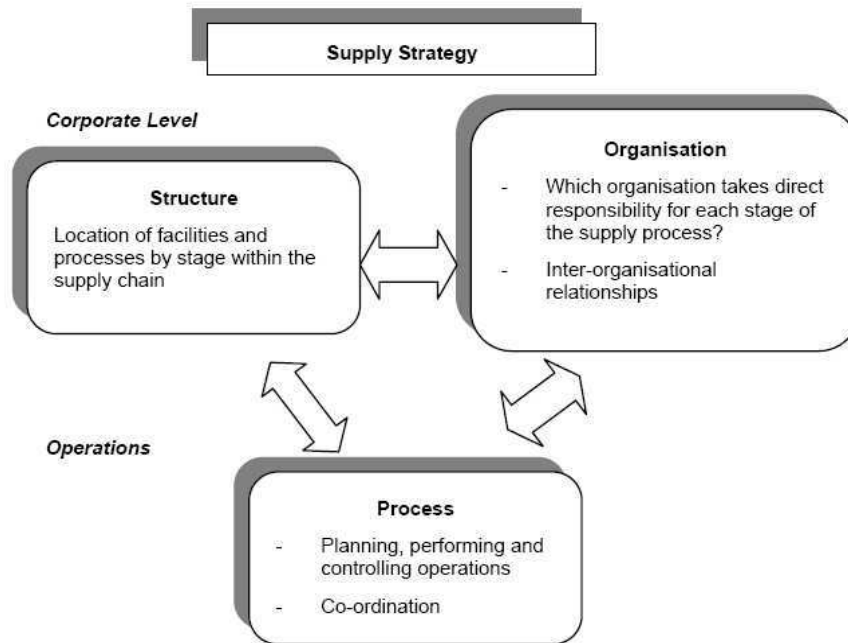 Supply Strategy
Corporate Level
Structure
Location of facilities and
processes by stage within the
supply chain
Organisation
- Which organisation takes direct
responsibility for each stage of
the supply process?
- Inter-organisational
relationships
Operations
Process
- Planning, performing and
controlling operations
- Co-ordination